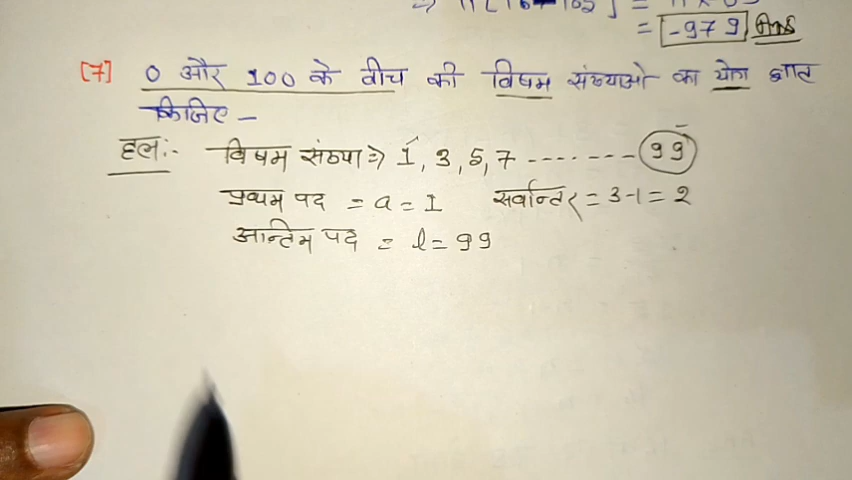 = -979 Ans
[7] 0 और 100 के बीच की विषम संख्याओ का योग ज्ञात
किजिए -
हल:- विषम संख्या => 1, 3, 5, 7 ------- 99
प्रथम पद = a = 1 सर्वान्तर = 3-1 = 2
अन्तिम पद = l = 99